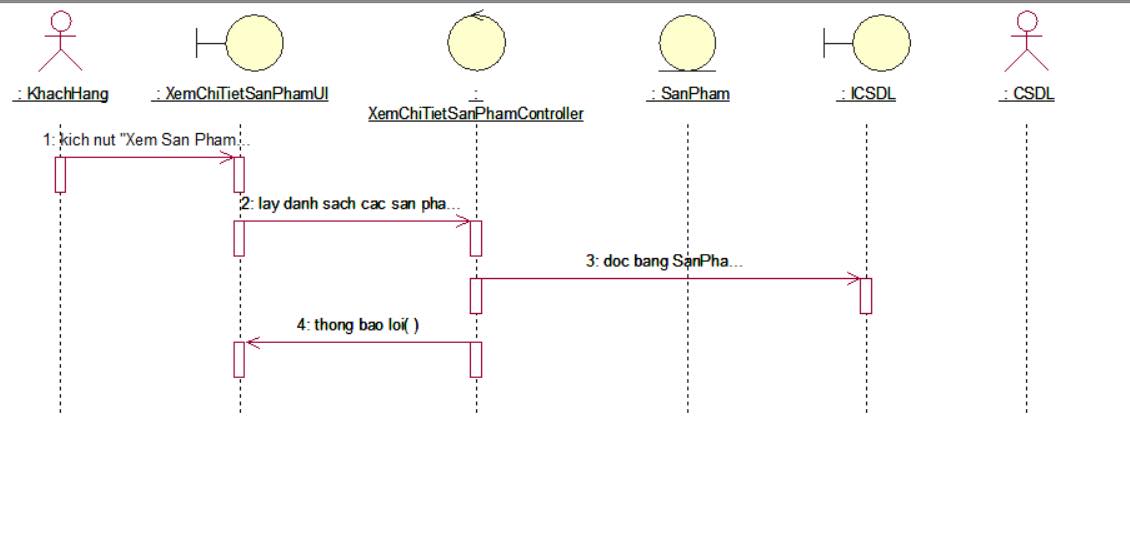 : KhachHang
: XemChiTietSanPhamUI
:
XemChiTietSanPhamController
: SanPham
: ICSDL
: CSDL
1: kich nut "Xem San Pham...
2: lay danh sach cac san pha...
3: doc bang SanPha...
4: thong bao loi( )